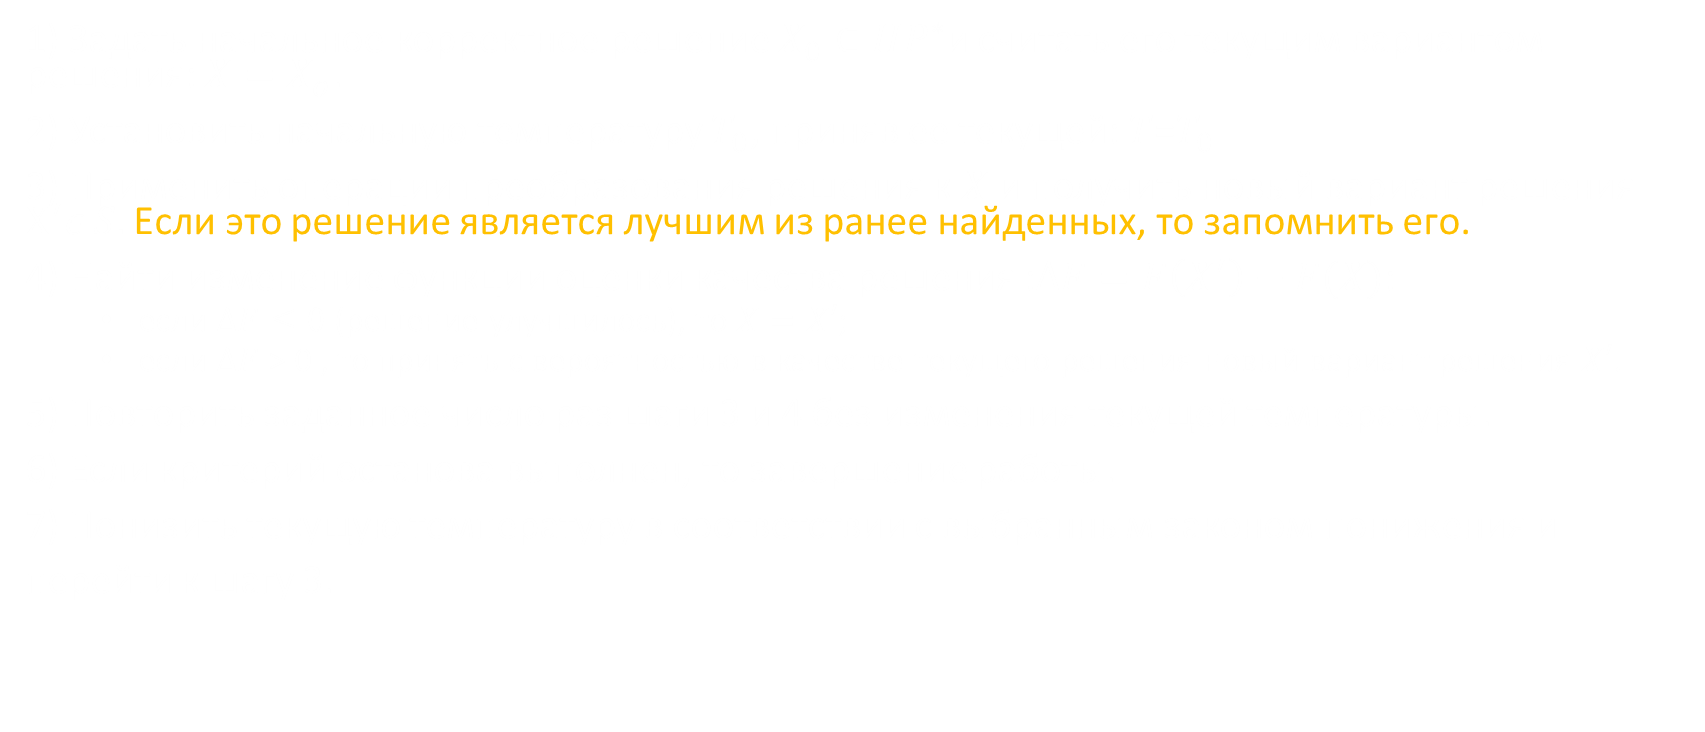 Если это решение является лучшим из ранее найденных, то запомнить его.